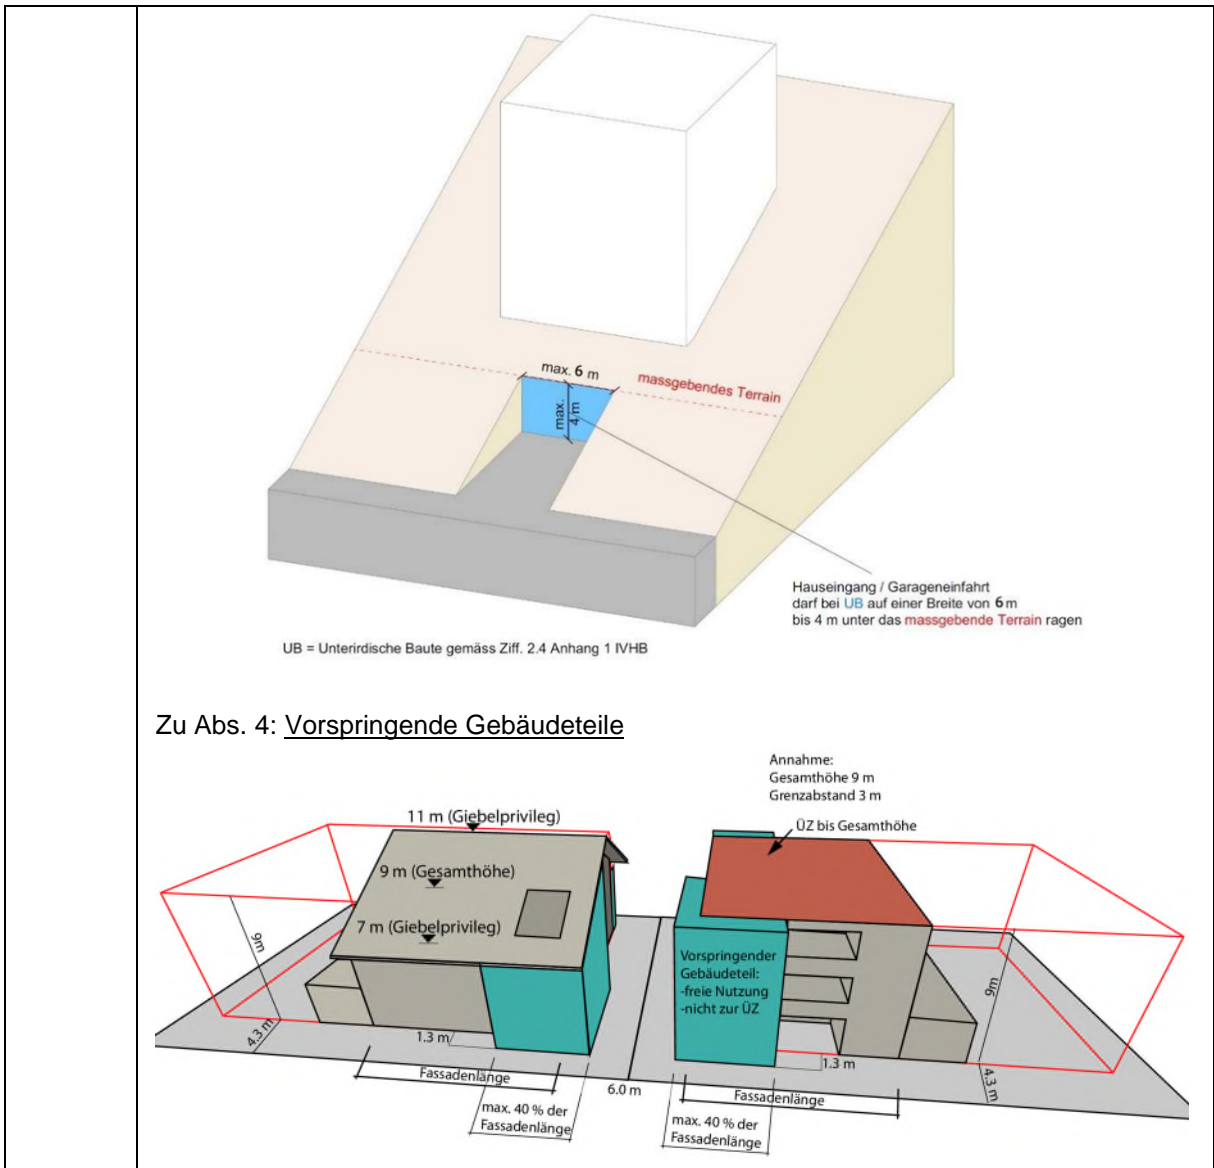 max. 6 m
massgebendes Terrain
max.
4 m
Hauseingang / Garageneinfahrt
darf bei UB auf einer Breite von 6 m
bis 4 m unter das massgebende Terrain ragen
UB = Unterirdische Baute gemäss Ziff. 2.4 Anhang 1 IVHB
Zu Abs. 4: Vorspringende Gebäudeteile
Annahme:
Gesamthöhe 9 m
Grenzabstand 3 m
11 m (Giebelprivileg)
ÜZ bis Gesamthöhe
9 m (Gesamthöhe)
7 m (Giebelprivileg)
9m
Vorspringender
Gebäudeteil:
-freie Nutzung
-nicht zur ÜZ
9m
4.3 m
1.3 m
1.3 m
4.3 m
Fassadenlänge
6.0 m
Fassadenlänge
max. 40 % der
Fassadenlänge
max. 40 % der
Fassadenlänge